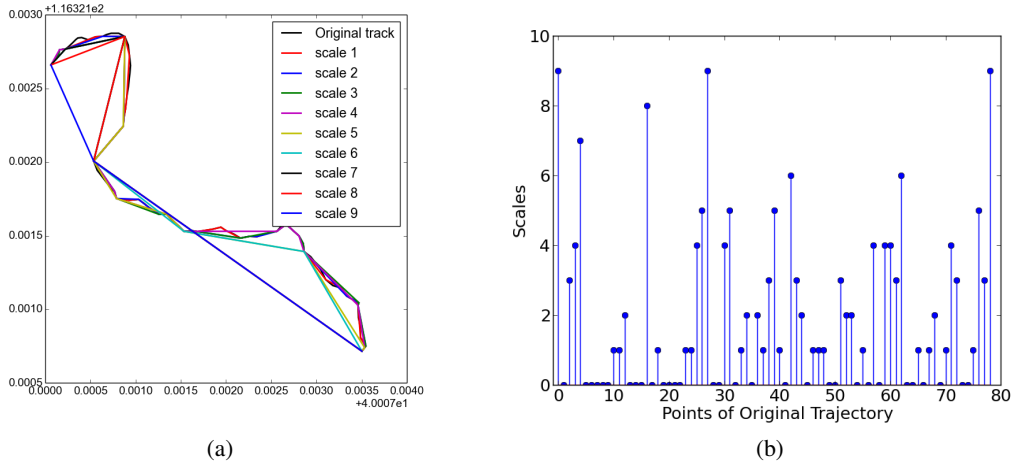 +1.16321e2
0.0030
0.0025
0.0020
0.0015
0.0010
0.0005
0.0000 0.0005 0.0010 0.0015 0.0020 0.0025 0.0030 0.0035 0.0040
+4.0007e1
Original track
scale 1
scale 2
scale 3
scale 4
scale 5
scale 6
scale 7
scale 8
scale 9
(a)
Scales
10
8
6
4
2
0
0 10 20 30 40 50 60 70 80
Points of Original Trajectory
(b)